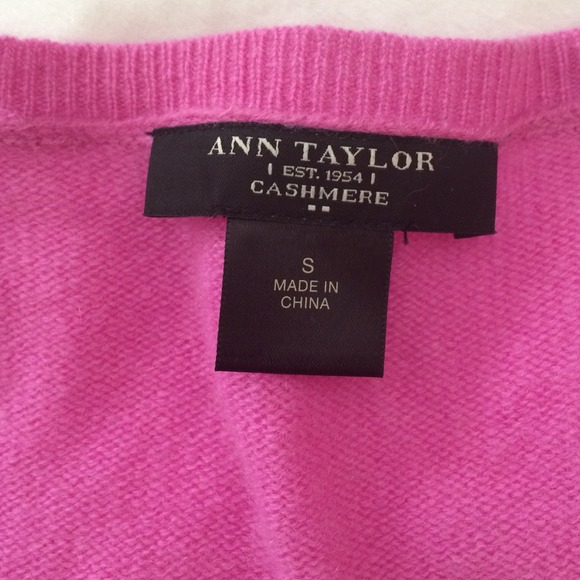 ANN TAYLOR
EST. 1954
CASHMERE
S
MADE IN
CHINA